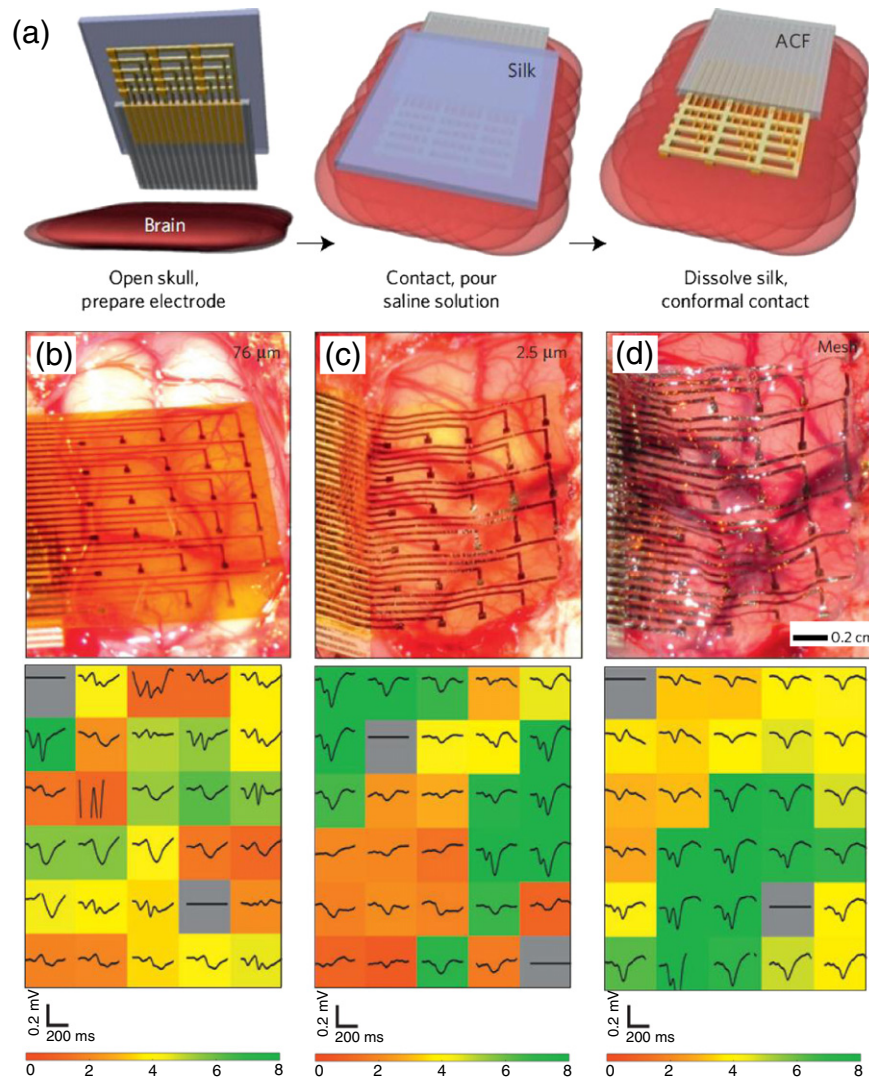 (a)
Silk
ACF
Brain
Open skull,
prepare electrode
Contact, pour
saline solution
Dissolve silk,
conformal contact
(b)
76 μm
(c)
2.5 μm
(d)
Mesh
0.2 cm
0.2 mV
200 ms
0.2 mV
200 ms
0.2 mV
200 ms
0 2 4 6 8
0 2 4 6 8
0 2 4 6 8